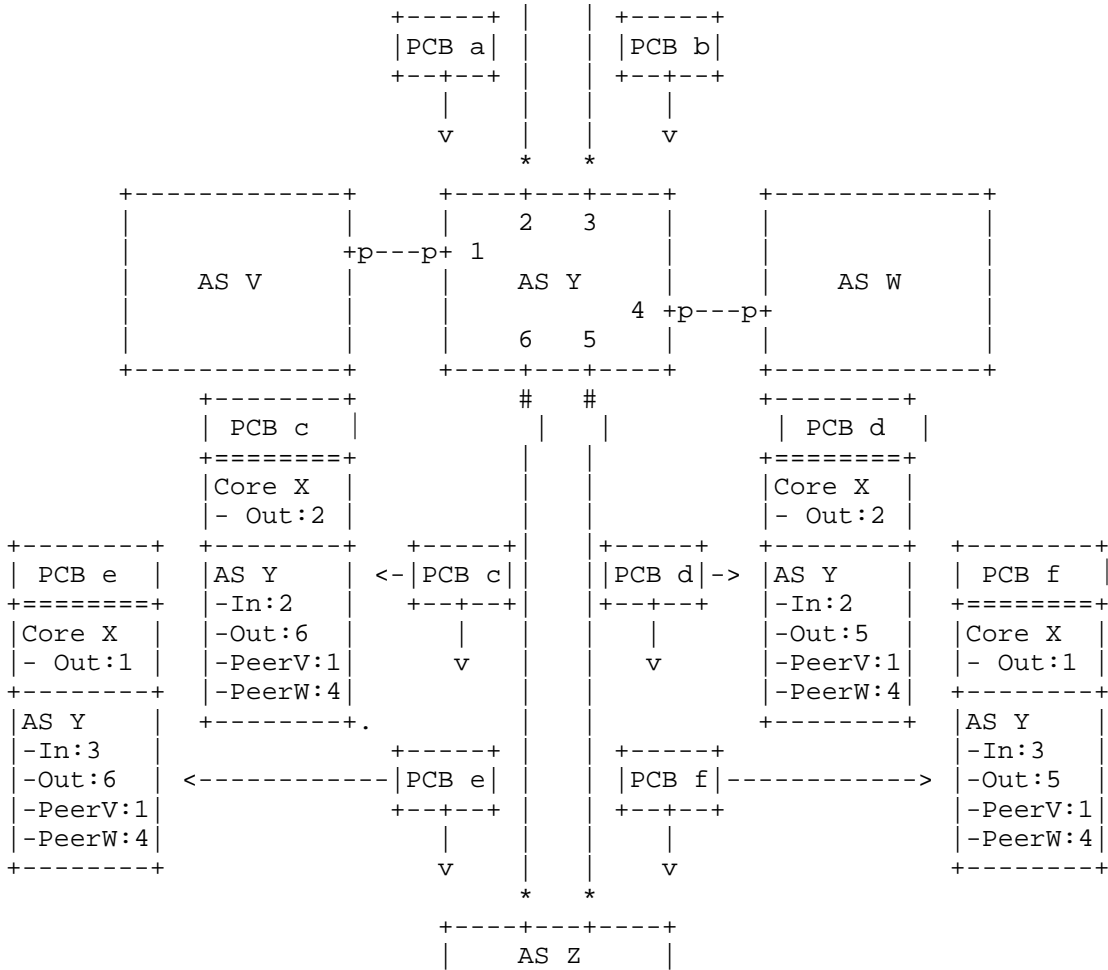 PCB a PCB b
v v
* *
2 3
p---p 1
AS V AS Y AS W
4 p---p
6 5
# #
PCB c PCB d
Core X Core X
- Out:2 - Out:2
PCB e AS Y <- PCB c PCB d -> AS Y PCB f
-In:2 -In:2
Core X -Out:6 -Out:5 Core X
- Out:1 -PeerV:1 v v -PeerV:1 - Out:1
-PeerW:4 -PeerW:4
AS Y . AS Y
-In:3 -In:3
-Out:6 <------------ PCB e PCB f ------------> -Out:5
-PeerV:1 -PeerV:1
-PeerW:4 -PeerW:4
v v
* *
AS Z